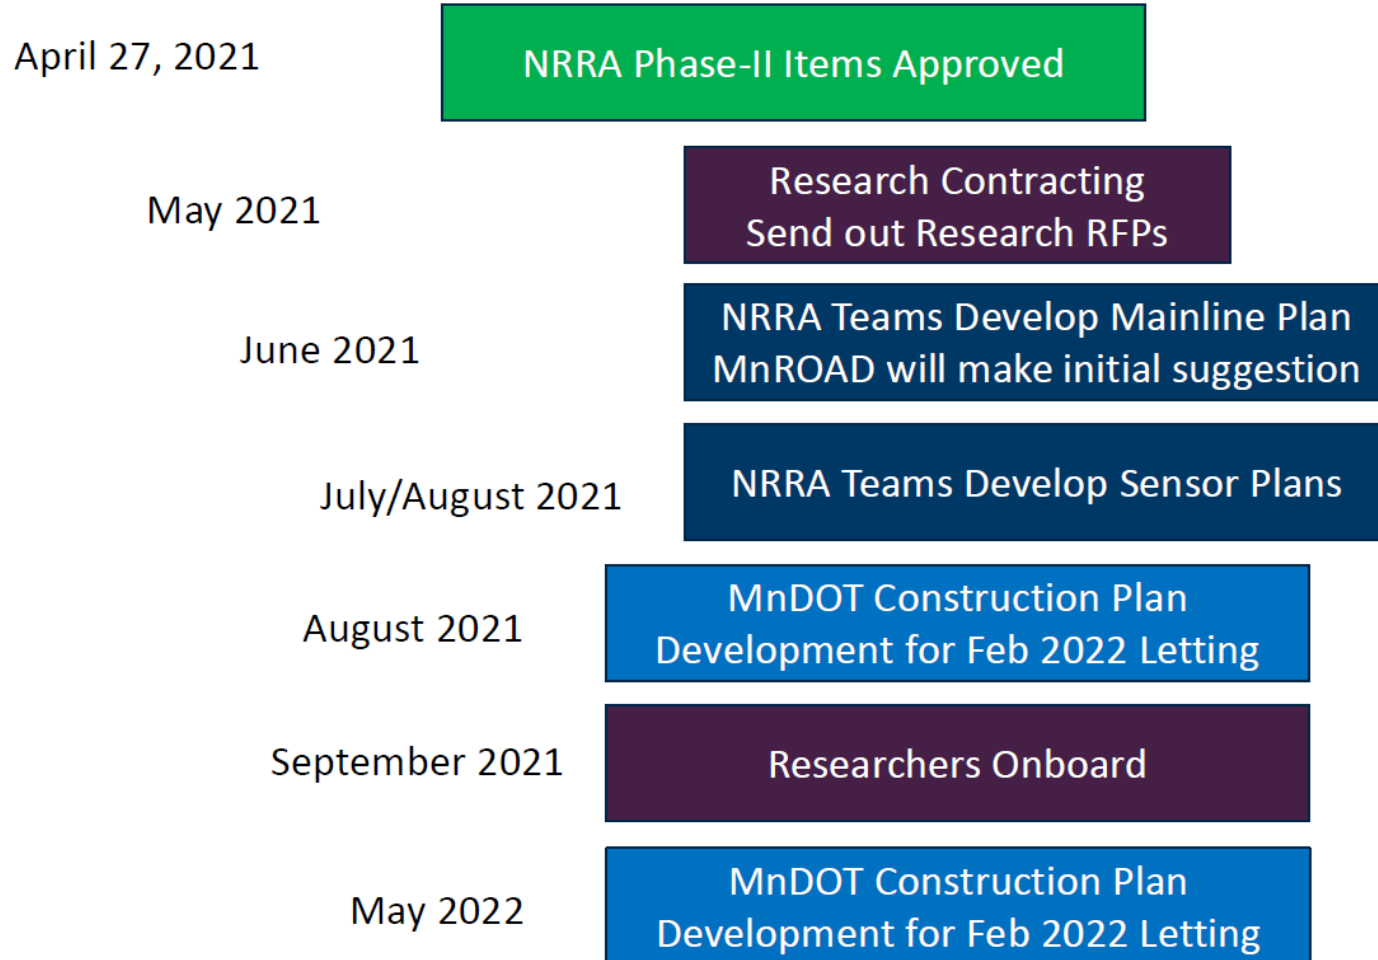 April 27, 2021
NRRA Phase-II Items Approved
May 2021
Research Contracting
Send out Research RFPs
June 2021
NRRA Teams Develop Mainline Plan
MnROAD will make initial suggestion
July/August 2021
NRRA Teams Develop Sensor Plans
August 2021
MnDOT Construction Plan
Development for Feb 2022 Letting
September 2021
Researchers Onboard
May 2022
MnDOT Construction Plan
Development for Feb 2022 Letting